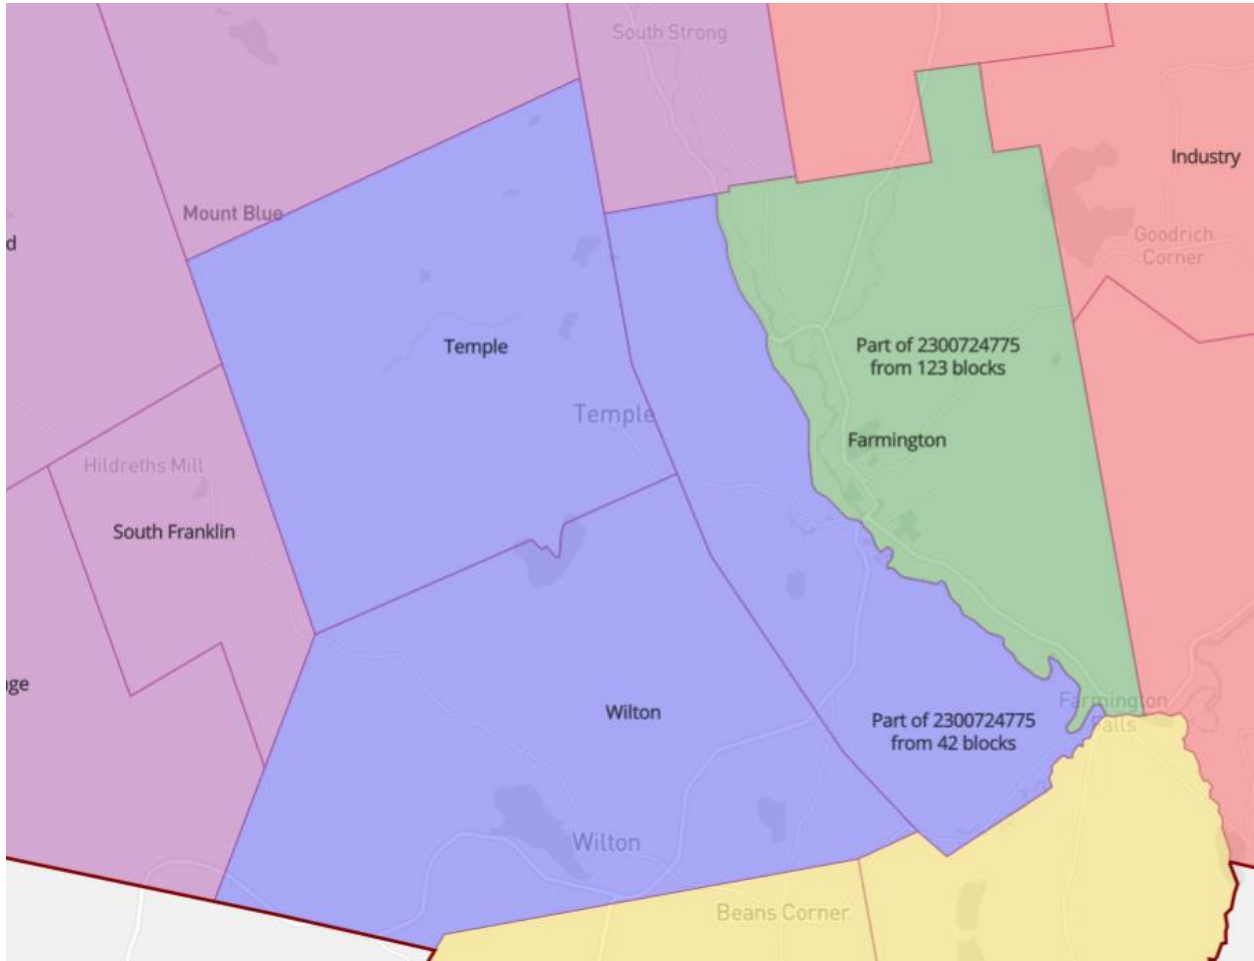 South Strong
Industry
Mount Blue
d
Goodrich
Corner
Temple
Part of 2300724775
from 123 blocks
Temple
Farmington
Hildreths Mill
South Franklin
ge
Wilton
Farmington
Falls
Part of 2300724775
from 42 blocks
Wilton
Beans Corner